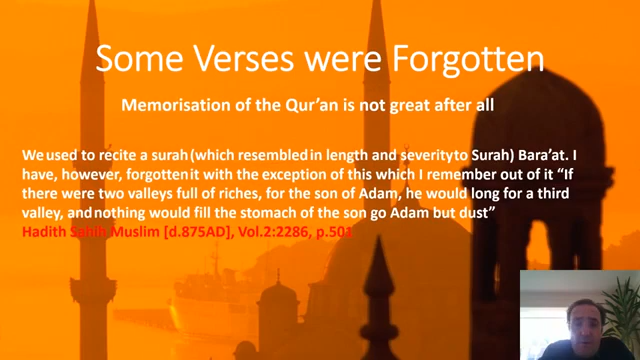 Some Verses were Forgotten
Memorisation of the Qur'an is not great after all
We used to recite a surah (which resembled in length and severity to Surah) Bara'at. I
have, however, forgotten it with the exception of this which I remember out of it "If
there were two valleys full of riches, for the son of Adam, he would long for a third
valley, and nothing would fill the stomach of the son go Adam but dust"
Hadith Sahih Muslim [d.875AD], Vol.2:2286, p.501